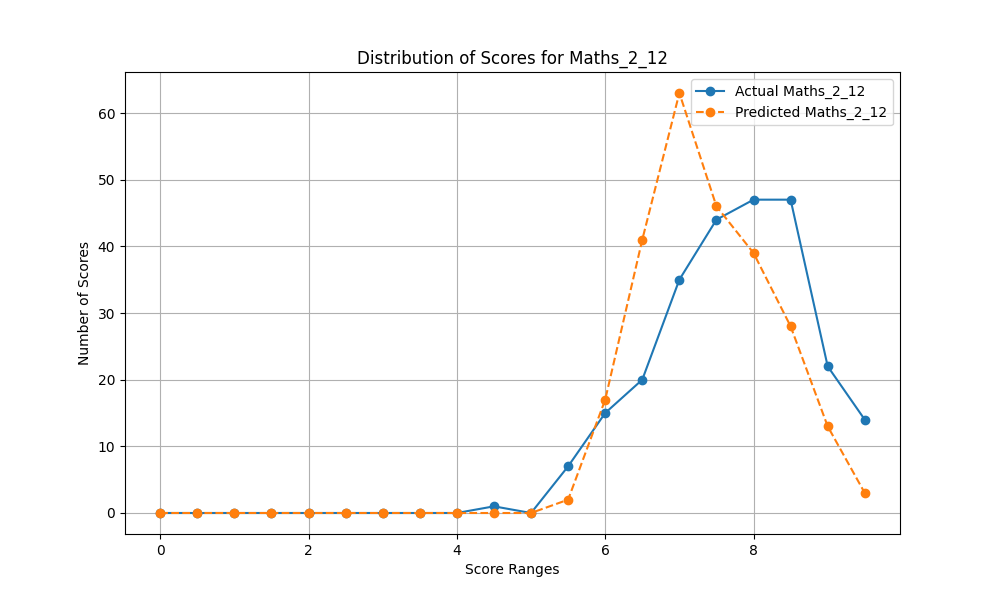 Distribution of Scores for Maths_2_12
Actual Maths_2_12
Predicted Maths_2_12
60
50
40
30
20
10
0
Number of Scores
0 2 4 6 8
Score Ranges